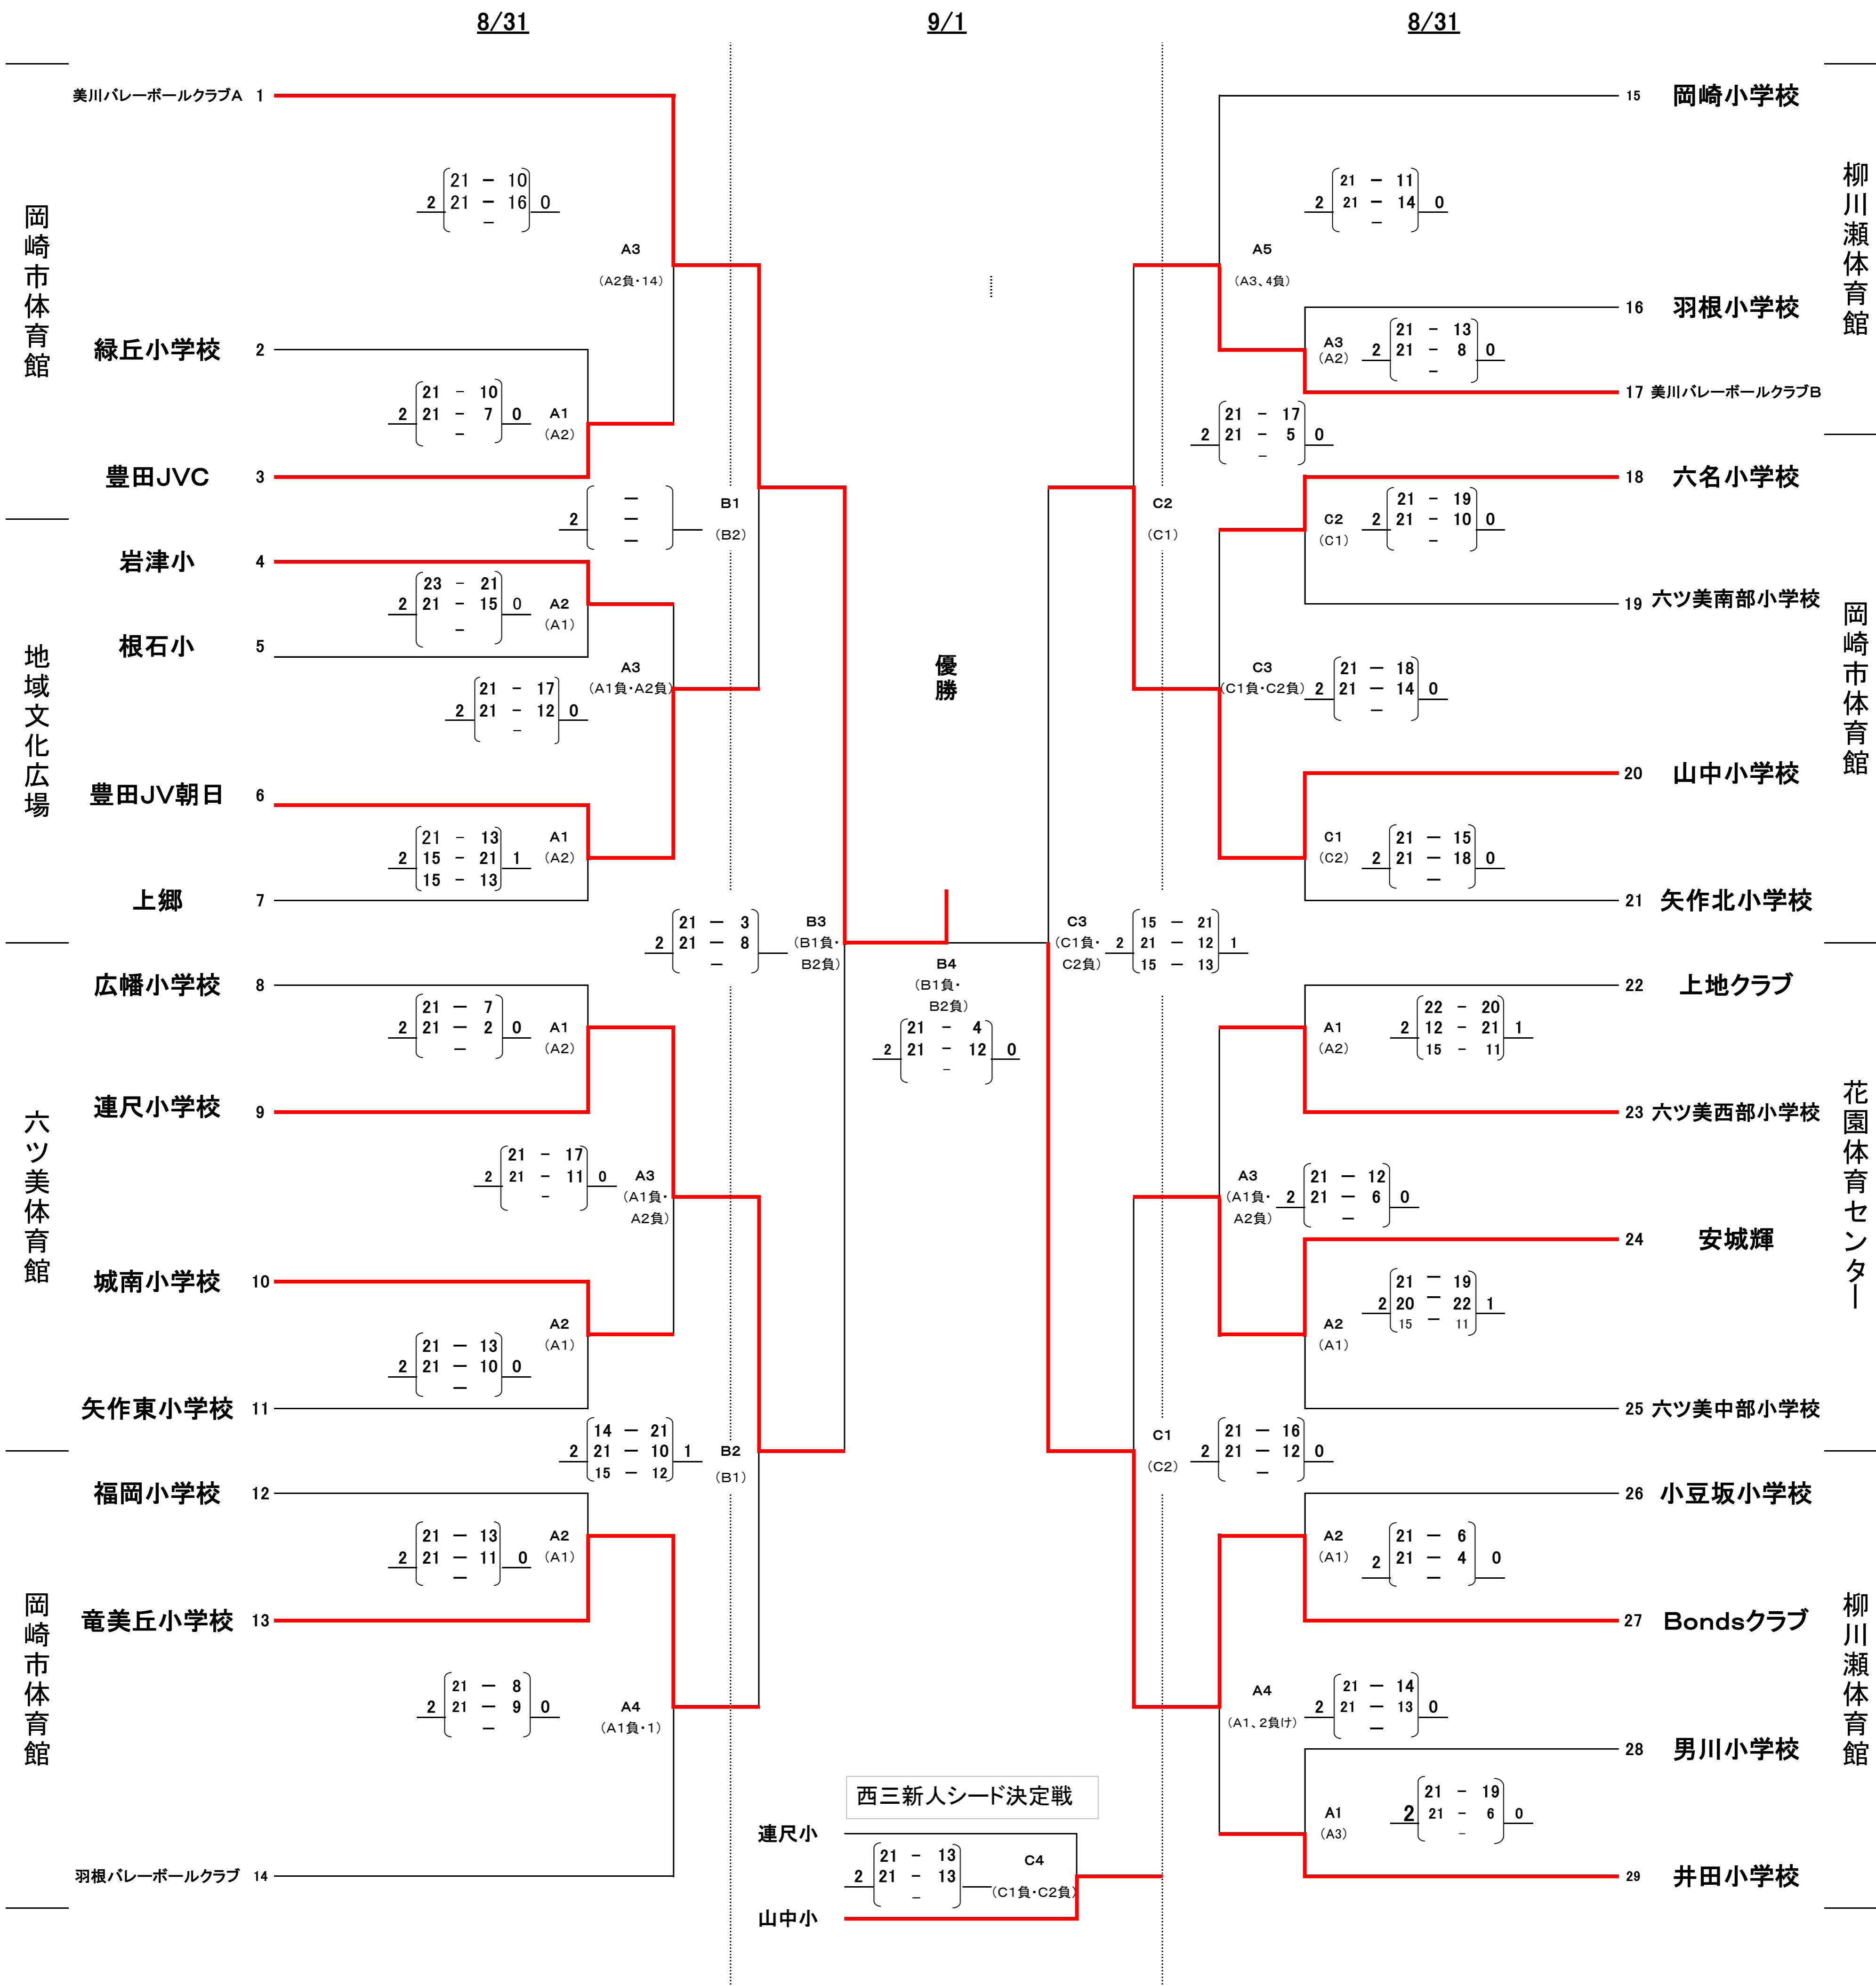 8/31
9/1
8/31
岡崎市体育館
美川バレーボールクラブA 1
21 － 10
2 21 － 16 0
－
A3
(A2負・14)
緑丘小学校 2
21 － 10
2 21 － 7 0
－
A1
(A2)
豊田JVC 3
－
2 －
－
B1
(B2)
地域文化広場
岩津小 4
23 － 21
2 21 － 15 0
－
A2
(A1)
根石小 5
A3
(A1負・A2負)
21 － 17
2 21 － 12 0
－
豊田JV朝日 6
21 － 13
2 15 － 21 1
15 － 13
A1
(A2)
上郷 7
21 － 3
2 21 － 8
－
B3
(B1負・
B2負)
六ツ美体育館
広幡小学校 8
21 － 7
2 21 － 2 0
－
A1
(A2)
連尺小学校 9
21 － 17
2 21 － 11 0
－
A3
(A1負・
A2負)
城南小学校 10
21 － 13
2 21 － 10 0
－
A2
(A1)
矢作東小学校 11
14 － 21
2 21 － 10 1
15 － 12
B2
(B1)
岡崎市体育館
福岡小学校 12
21 － 13
2 21 － 11 0
－
A2
(A1)
竜美丘小学校 13
21 － 8
2 21 － 9 0
－
A4
(A1負・1)
羽根バレーボールクラブ 14
優勝
B4
(B1負・
B2負)
21 － 4
2 21 － 12 0
－
西三新人シード決定戦
連尺小
21 － 13
2 21 － 13
－
C4
(C1負・C2負)
山中小
柳川瀬体育館
15 岡崎小学校
21 － 11
2 21 － 14 0
－
A5
(A3、4負)
16 羽根小学校
A3
(A2)
21 － 13
2 21 － 8 0
－
17 美川バレーボールクラブB
21 － 17
2 21 － 5 0
－
C2
(C1)
岡崎市体育館
18 六名小学校
C2
(C1)
21 － 19
2 21 － 10 0
－
19 六ツ美南部小学校
C3
(C1負・C2負)
21 － 18
2 21 － 14 0
－
20 山中小学校
C1
(C2)
21 － 15
2 21 － 18 0
－
21 矢作北小学校
C3
(C1負・
C2負)
15 － 21
2 21 － 12 1
15 － 13
花園体育センター
22 上地クラブ
A1
(A2)
22 － 20
2 12 － 21 1
15 － 11
23 六ツ美西部小学校
A3
(A1負・
A2負)
21 － 12
2 21 － 6 0
－
24 安城輝
A2
(A1)
21 － 19
2 20 － 22 1
15 － 11
25 六ツ美中部小学校
C1
(C2)
21 － 16
2 21 － 12 0
－
柳川瀬体育館
26 小豆坂小学校
A2
(A1)
21 － 6
2 21 － 4 0
－
27 Bondsクラブ
A4
(A1、2負け)
21 － 14
2 21 － 13 0
－
28 男川小学校
A1
(A3)
21 － 19
2 21 － 6 0
－
29 井田小学校